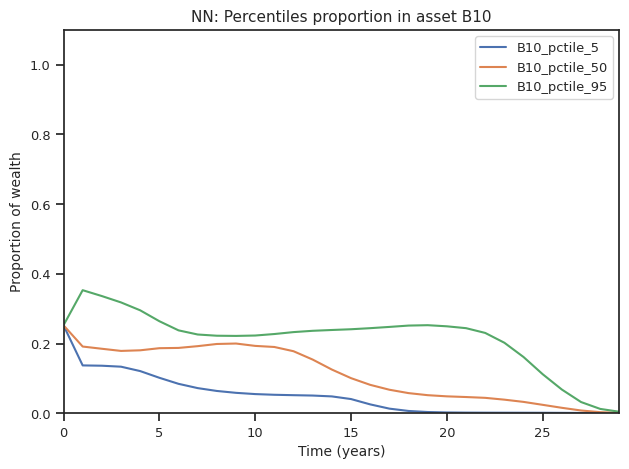 NN: Percentiles proportion in asset B10
B10_pctile_5
B10_pctile_50
B10_pctile_95
Proportion of wealth
1.0
0.8
0.6
0.4
0.2
0.0
0 5 10 15 20 25
Time (years)